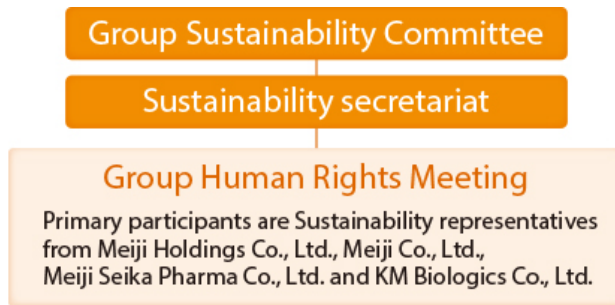 Group Sustainability Committee
Sustainability secretariat
Group Human Rights Meeting
Primary participants are Sustainability representatives
from Meiji Holdings Co., Ltd., Meiji Co., Ltd.,
Meiji Seika Pharma Co., Ltd. and KM Biologics Co., Ltd.